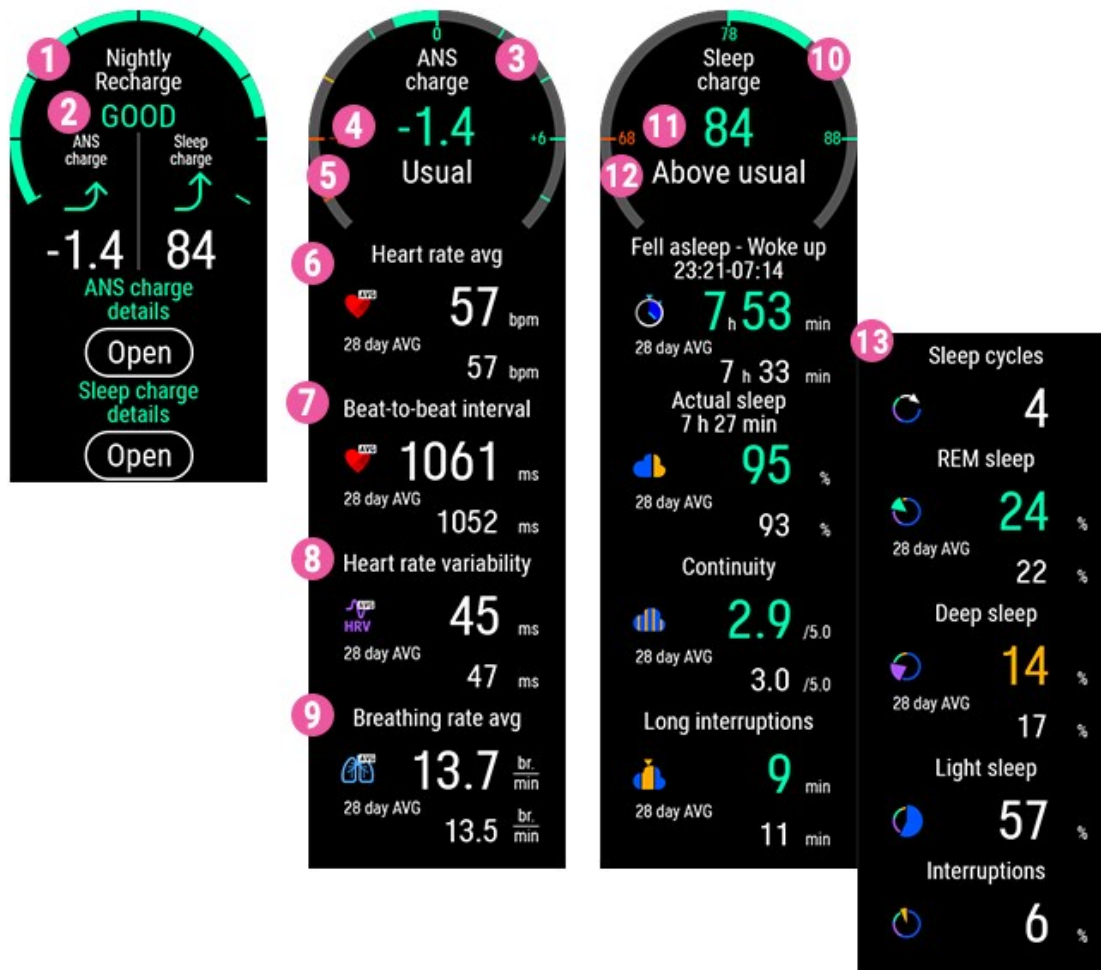 1
Nightly
Recharge
2
GOOD
ANS
charge
Sleep
charge
-1.4
84
ANS charge
details
Open
Sleep charge
details
Open
0
ANS
charge
3
4
-1.4
+6
5
Usual
6
Heart rate avg
AVG
57 bpm
28 day AVG
57 bpm
7
Beat-to-beat interval
AVG
1061 ms
28 day AVG
1052 ms
8
Heart rate variability
AVG
HRV
45 ms
28 day AVG
47 ms
9
Breathing rate avg
AVG
13.7 br.
min
28 day AVG
13.5 br.
min
78
Sleep
charge
10
68
11
84
88
12
Above usual
Fell asleep - Woke up
23:21-07:14
7 h 53 min
28 day AVG
7 h 33 min
Actual sleep
7 h 27 min
95 %
28 day AVG
93 %
Continuity
2.9 /5.0
28 day AVG
3.0 /5.0
Long interruptions
9 min
28 day AVG
11 min
13
Sleep cycles
4
REM sleep
24 %
28 day AVG
22 %
Deep sleep
14 %
28 day AVG
17 %
Light sleep
57 %
Interruptions
6 %